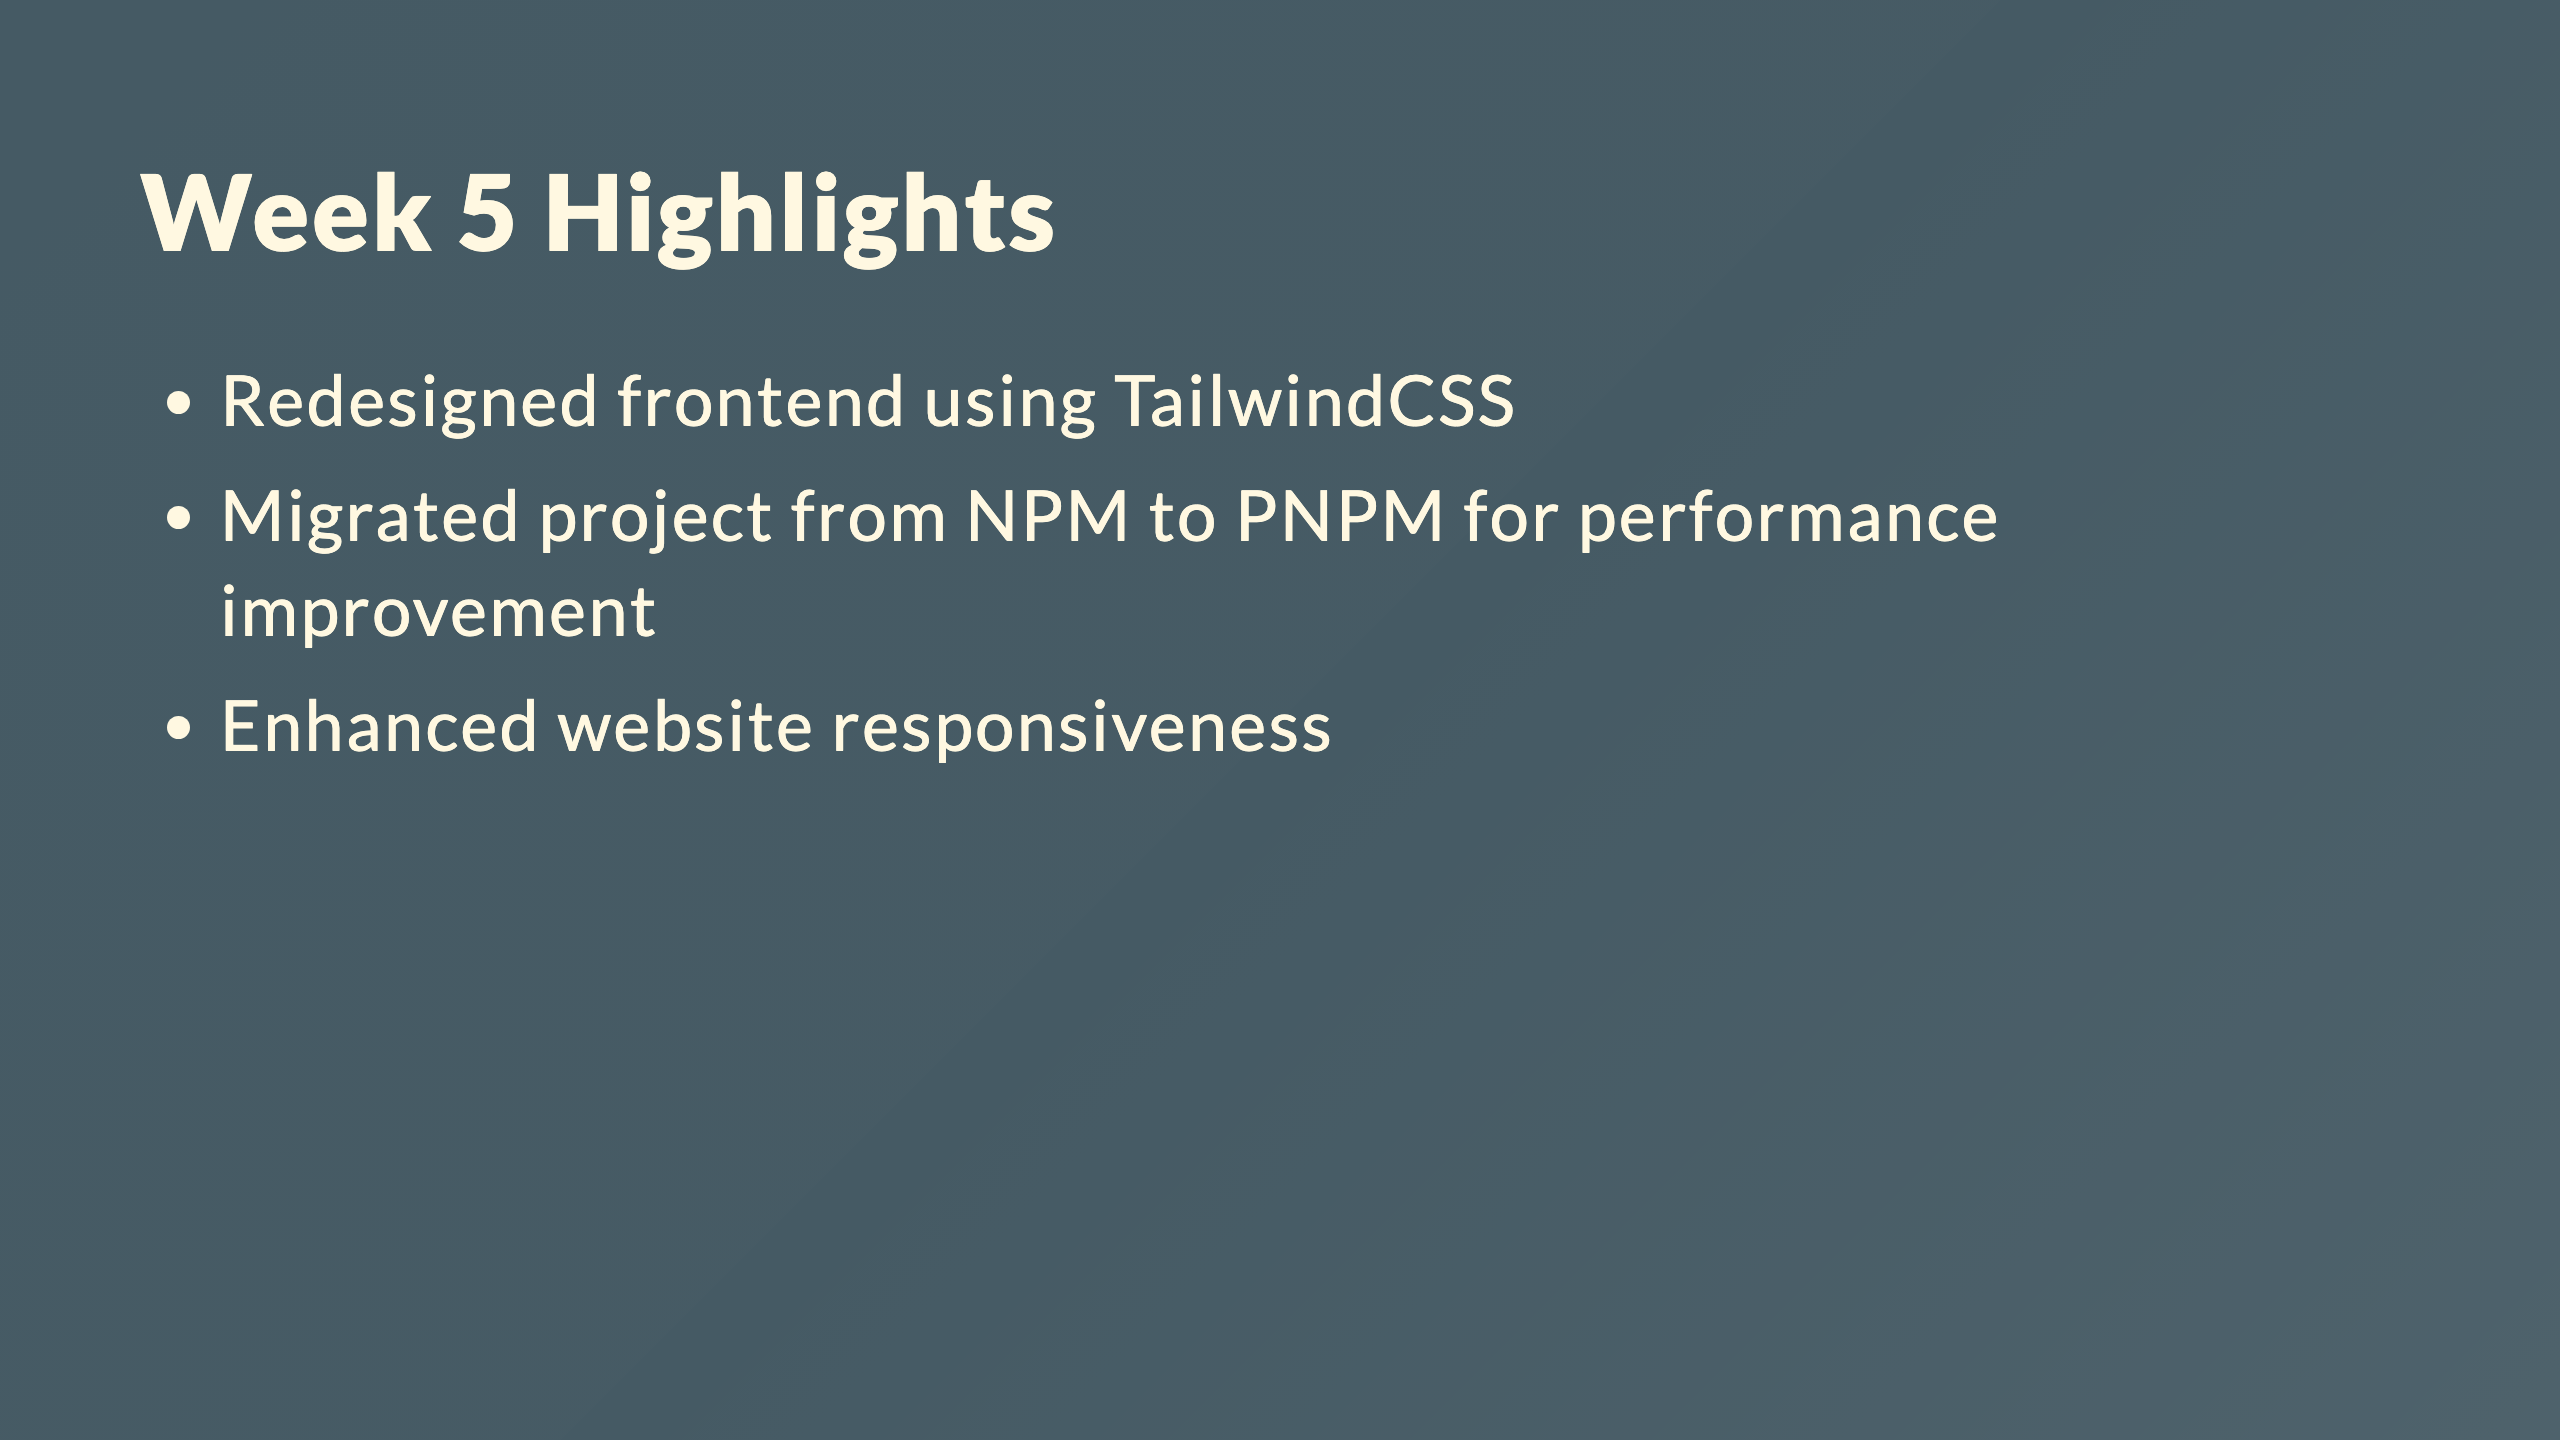 Week 5 Highlights
• Redesigned frontend using TailwindCSS
• Migrated project from NPM to PNPM for performance
improvement
• Enhanced website responsiveness